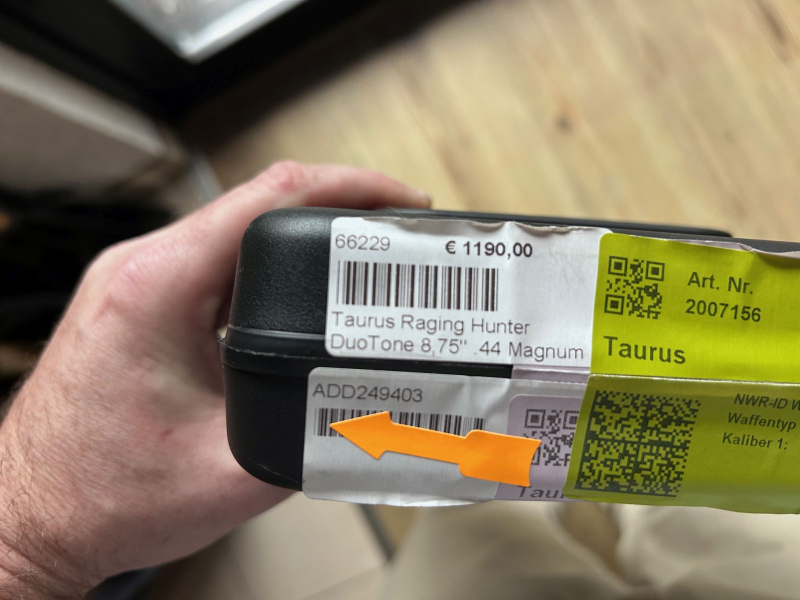 66229 € 1190,00
Taurus Raging Hunter
DuoTone 8,75" .44 Magnum
Art. Nr.
2007156
Taurus
ADD249403
NWR-ID
Waffentyp
Kaliber 1: